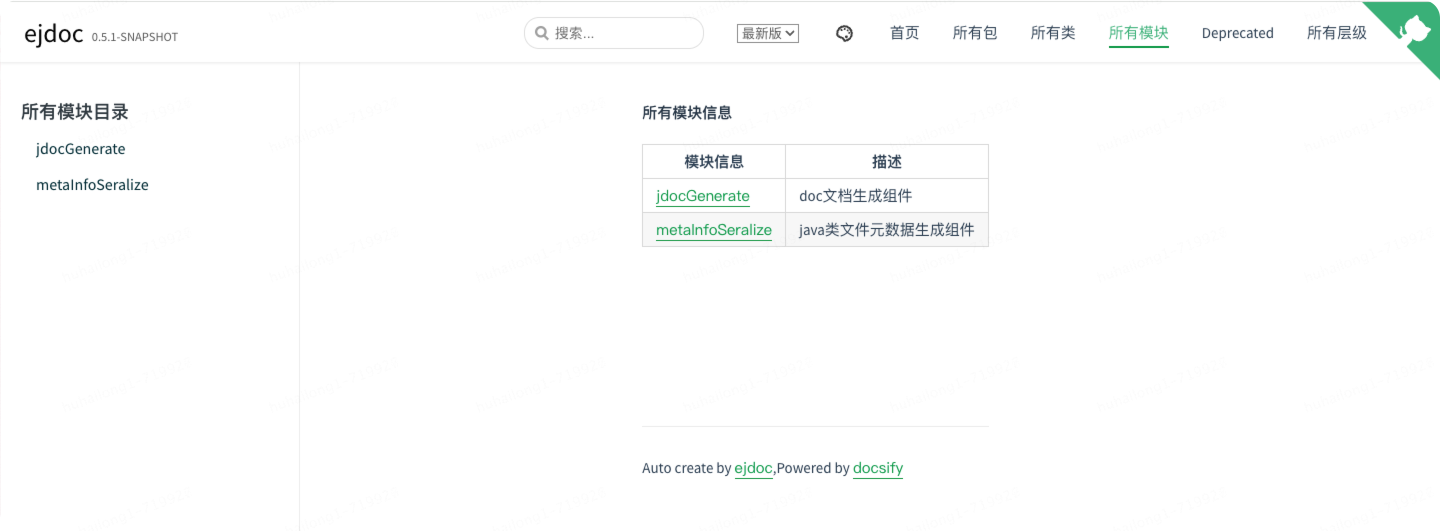 ejdoc 0.5.1-SNAPSHOT
搜索...
最新版
首页 所有包 所有类 所有模块 Deprecated 所有层级
所有模块目录
jdocGenerate
metaInfoSeralize
所有模块信息
模块信息 描述
jdocGenerate doc文档生成组件
metaInfoSeralize java类文件元数据生成组件
Auto create by ejdoc,Powered by docsify